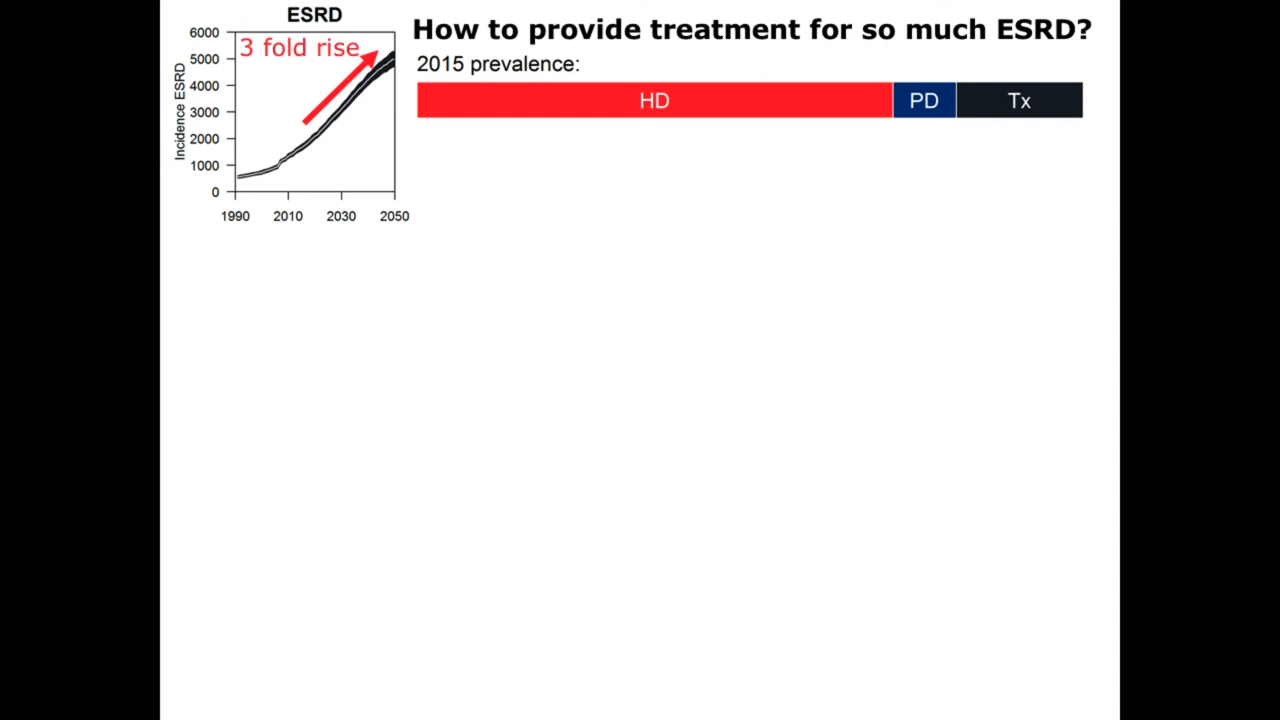 ESRD
3 fold rise
Incidence ESRD
6000
5000
4000
3000
2000
1000
0
1990 2010 2030 2050
How to provide treatment for so much ESRD?
2015 prevalence:
HD PD Tx